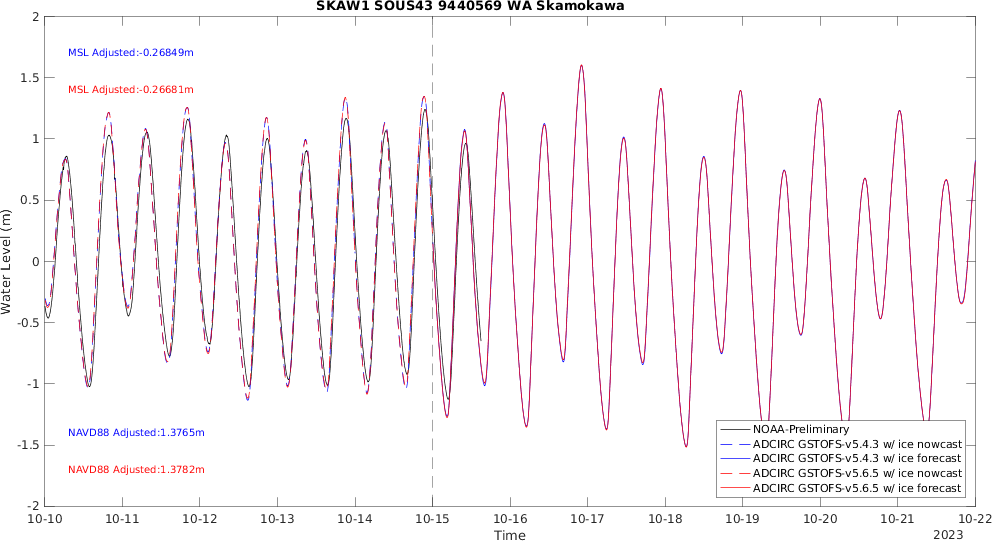 SKAW1 SOUS43 9440569 WA Skamokawa
2
1.5
1
0.5
0
-0.5
-1
-1.5
-2
Water Level (m)
MSL Adjusted:-0.26849m
MSL Adjusted:-0.26681m
NAVD88 Adjusted:1.3765m
NAVD88 Adjusted:1.3782m
NOAA-Preliminary
ADCIRC GSTOFS-v5.4.3 w/ ice nowcast
ADCIRC GSTOFS-v5.4.3 w/ ice forecast
ADCIRC GSTOFS-v5.6.5 w/ ice nowcast
ADCIRC GSTOFS-v5.6.5 w/ ice forecast
10-10 10-11 10-12 10-13 10-14 10-15 10-16 10-17 10-18 10-19 10-20 10-21 10-22
Time
2023